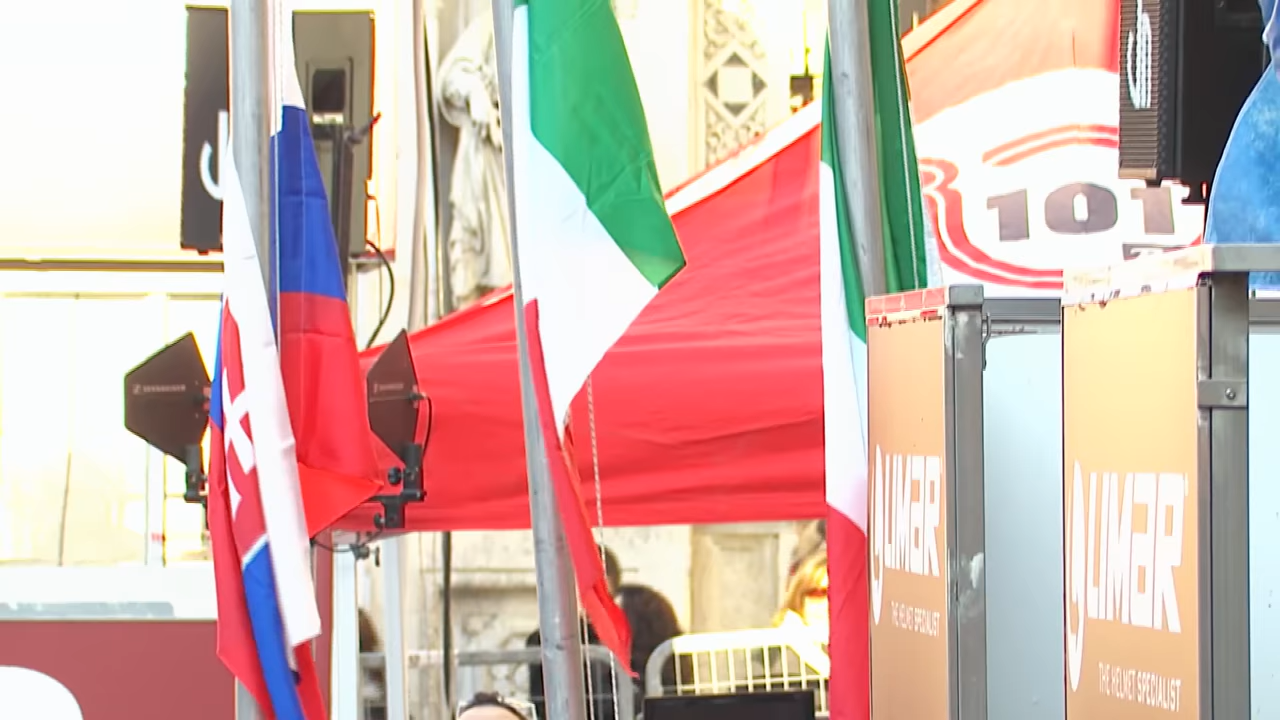 101
SENNHEISER
LIMAR
THE HELMET SPECIALIST
LIMAR
THE HELMET SPECIALIST